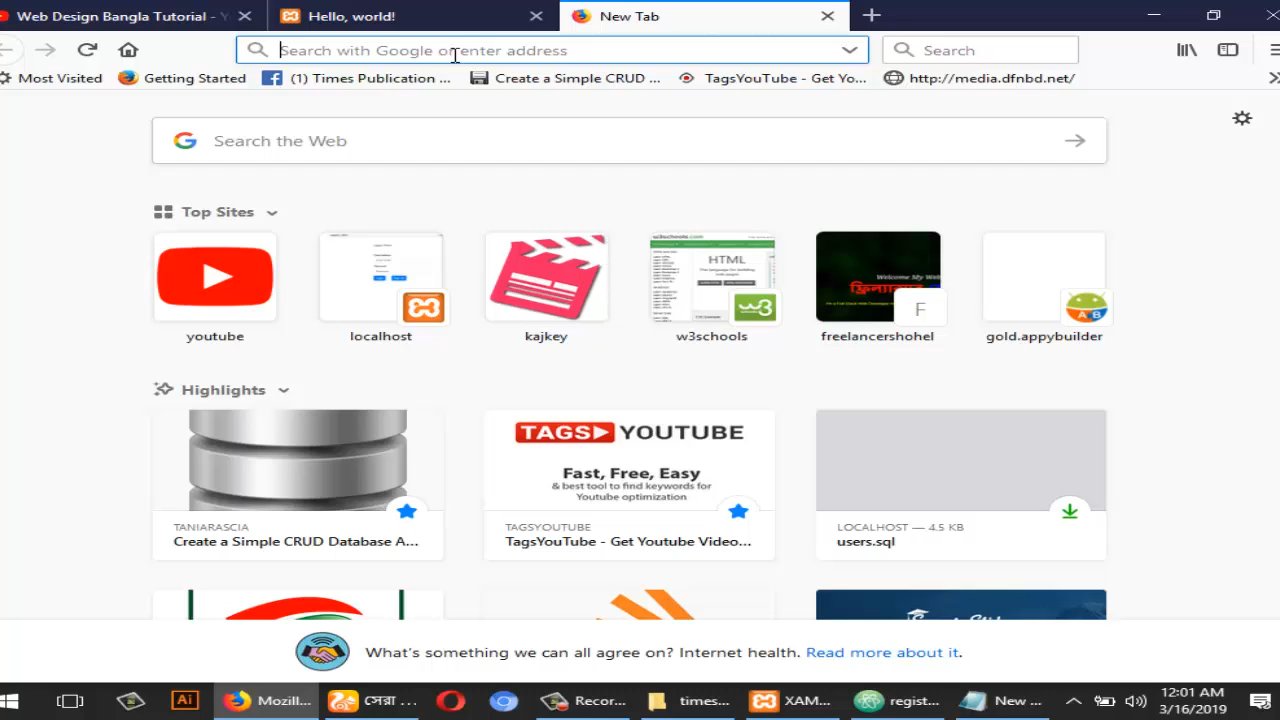 Web Design Bangla Tutorial - Y
Hello, world!
New Tab
Search with Google or enter address
Search
Most Visited
Getting Started
(1) Times Publication ...
Create a Simple CRUD ...
TagsYouTube - Get Yo...
http://media.dfnbd.net/
Search the Web
Top Sites
HTML
w3
Welcome My We
F
youtube
localhost
kajkey
w3schools
freelancershohel
gold.appybuilder
Highlights
TAGS YOUTUBE
Fast, Free, Easy
& best tool to find keywords for
Youtube optimization
TANIARASCIA
Create a Simple CRUD Database A...
TAGSYOUTUBE
TagsYouTube - Get Youtube Video...
LOCALHOST — 4.5 KB
users.sql
What's something we can all agree on? Internet health. Read more about it.
Ai
Mozill...
সেরা ...
Recor...
times...
XAM...
regist...
New ...
12:01 AM
3/16/2019